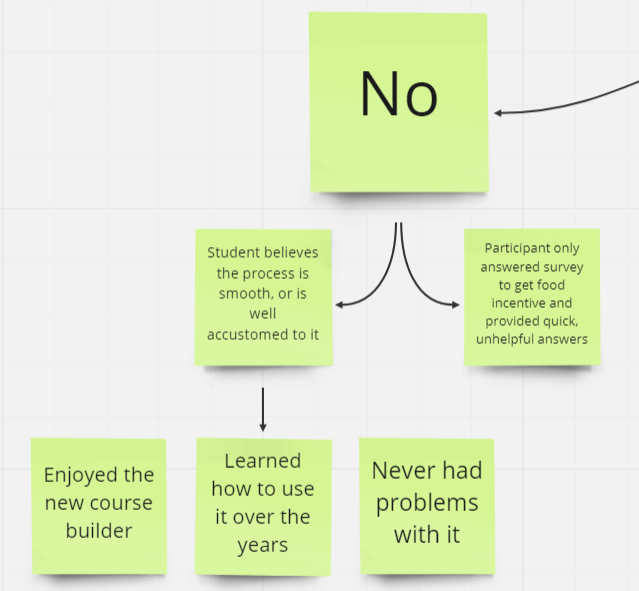 No
Student believes
the process is
smooth, or is
well
accustomed to it
Participant only
answered survey
to get food
incentive and
provided quick,
unhelpful answers
Enjoyed the
new course
builder
Learned
how to use
it over the
years
Never had
problems
with it